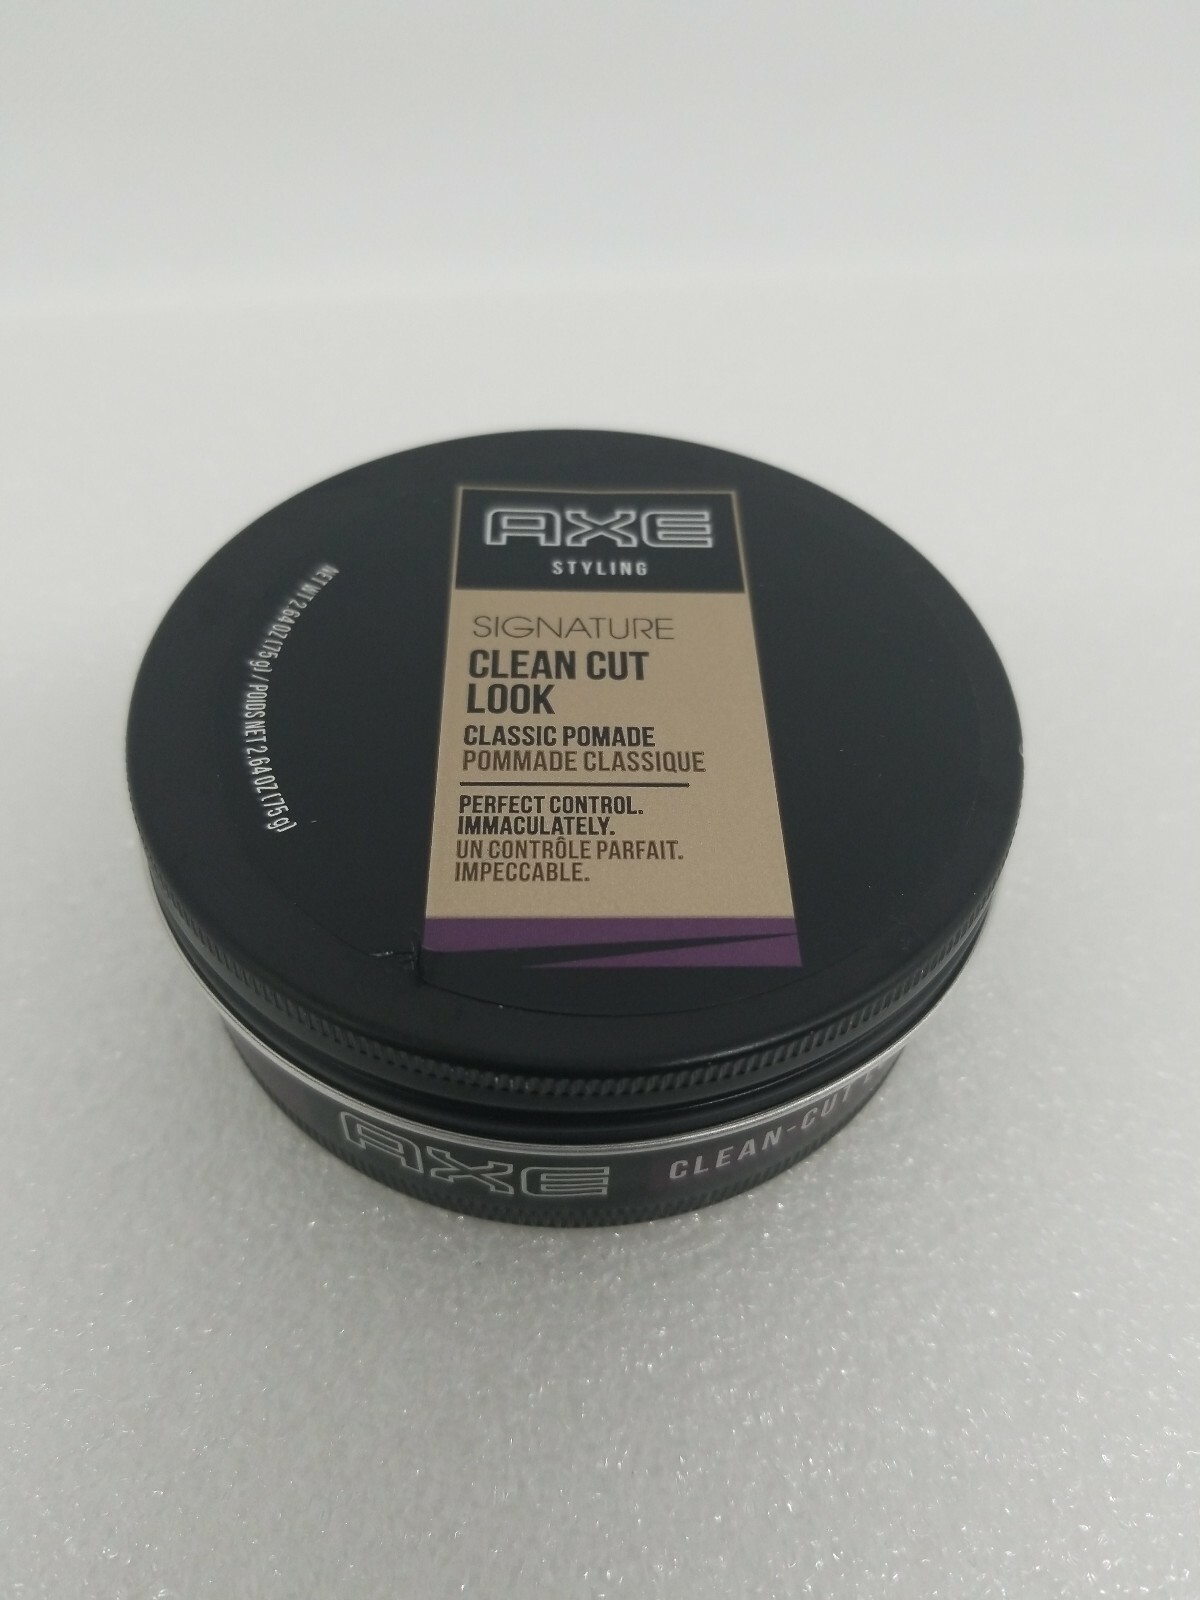 AXE
STYLING
SIGNATURE
CLEAN CUT
LOOK
CLASSIC POMADE
POMMADE CLASSIQUE
PERFECT CONTROL.
IMMACULATELY.
UN CONTRÔLE PARFAIT.
IMPECCABLE.
NET WT 2.64 OZ (75 g) / POIDS NET 2.64 OZ (75 g)
AXE
CLEAN-CUT